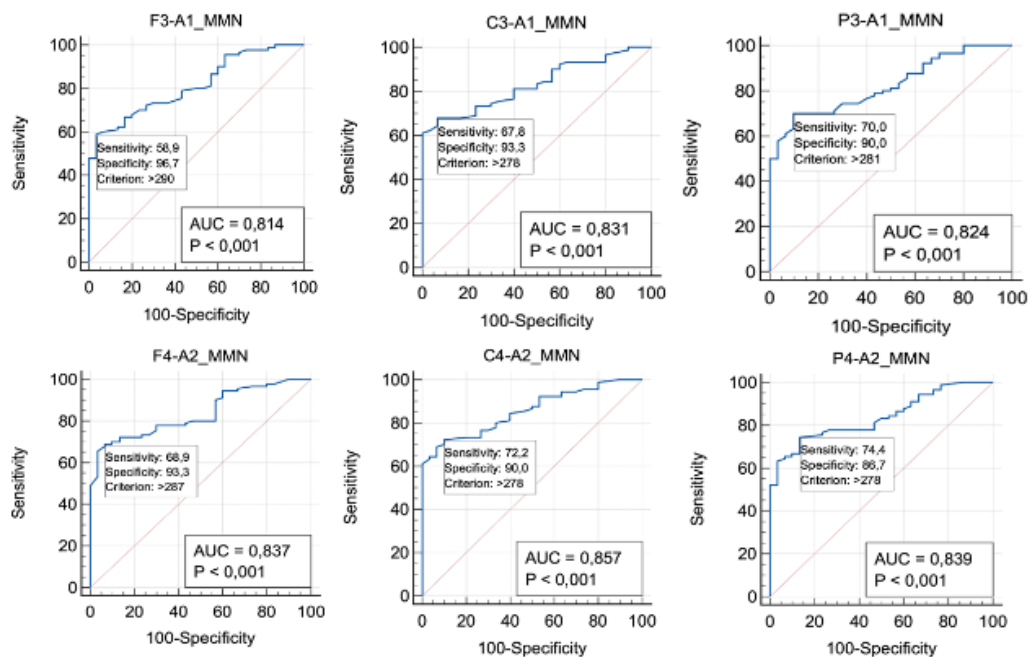 F3-A1_MMN
100
80
60
40
20
0
Sensitivity
Sensitivity: 58,9
Specificity: 96,7
Criterion: >290
AUC = 0,814
P < 0,001
0 20 40 60 80 100
100-Specificity
C3-A1_MMN
100
80
60
40
20
0
Sensitivity
Sensitivity: 67,8
Specificity: 93,3
Criterion: >278
AUC = 0,831
P < 0,001
0 20 40 60 80 100
100-Specificity
P3-A1_MMN
100
80
60
40
20
0
Sensitivity
Sensitivity: 70,0
Specificity: 90,0
Criterion: >281
AUC = 0,824
P < 0,001
0 20 40 60 80 100
100-Specificity
F4-A2_MMN
100
80
60
40
20
0
Sensitivity
Sensitivity: 68,9
Specificity: 93,3
Criterion: >287
AUC = 0,837
P < 0,001
0 20 40 60 80 100
100-Specificity
C4-A2_MMN
100
80
60
40
20
0
Sensitivity
Sensitivity: 72,2
Specificity: 90,0
Criterion: >278
AUC = 0,857
P < 0,001
0 20 40 60 80 100
100-Specificity
P4-A2_MMN
100
80
60
40
20
0
Sensitivity
Sensitivity: 74,4
Specificity: 86,7
Criterion: >278
AUC = 0,839
P < 0,001
0 20 40 60 80 100
100-Specificity